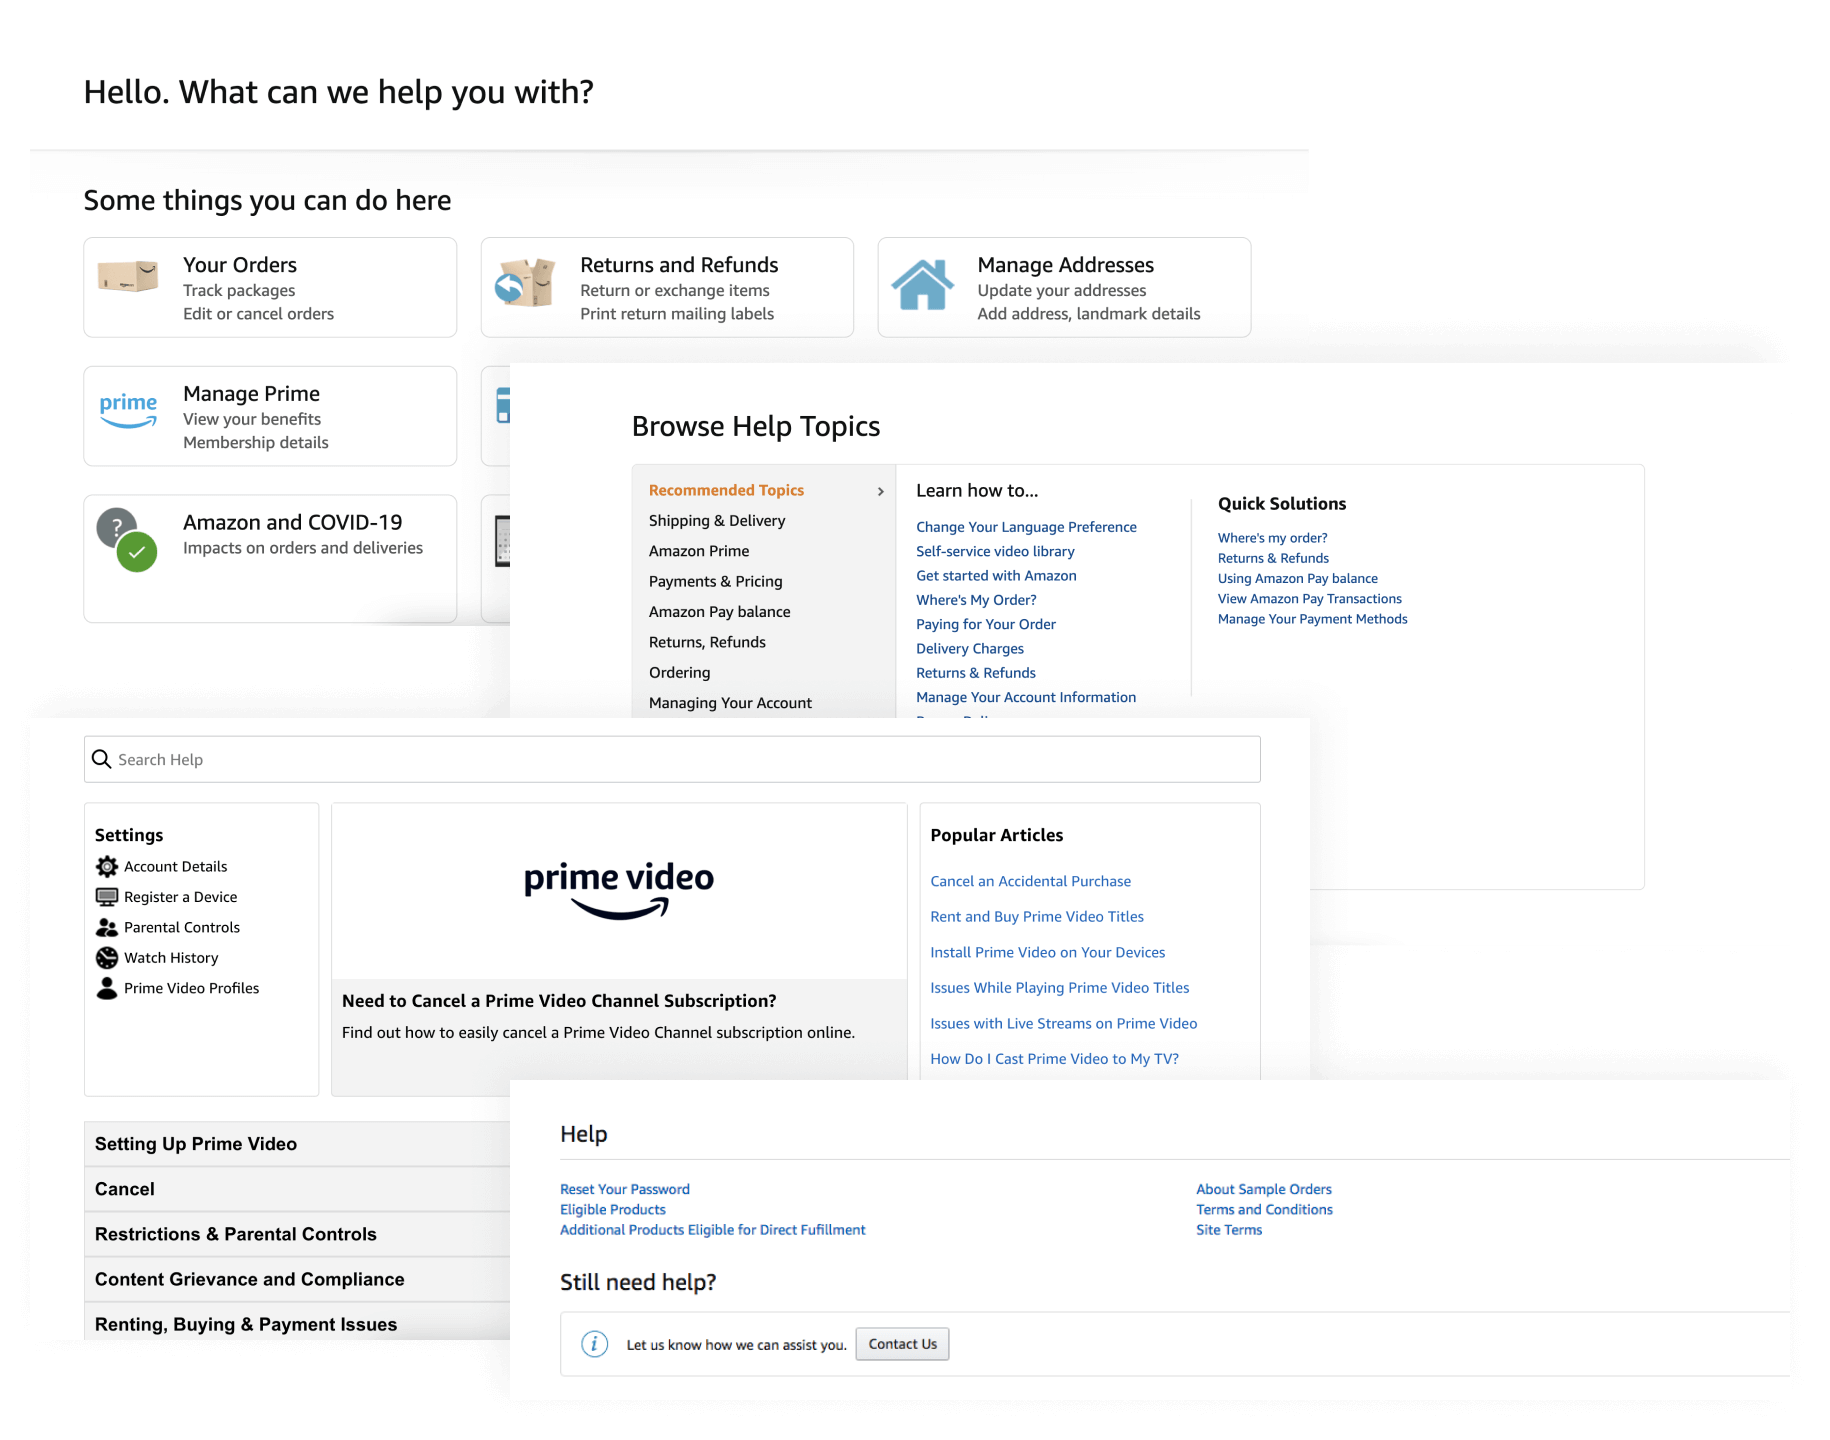 Hello. What can we help you with?
Some things you can do here
Your Orders
Track packages
Edit or cancel orders
Returns and Refunds
Return or exchange items
Print return mailing labels
Manage Addresses
Update your addresses
Add address, landmark details
prime
Manage Prime
View your benefits
Membership details
?
Amazon and COVID-19
Impacts on orders and deliveries
Browse Help Topics
Recommended Topics
Shipping & Delivery
Amazon Prime
Payments & Pricing
Amazon Pay balance
Returns, Refunds
Ordering
Managing Your Account
Learn how to...
Change Your Language Preference
Self-service video library
Get started with Amazon
Where's My Order?
Paying for Your Order
Delivery Charges
Returns & Refunds
Manage Your Account Information
Quick Solutions
Where's my order?
Returns & Refunds
Using Amazon Pay balance
View Amazon Pay Transactions
Manage Your Payment Methods
Search Help
Settings
Account Details
Register a Device
Parental Controls
Watch History
Prime Video Profiles
prime video
Need to Cancel a Prime Video Channel Subscription?
Find out how to easily cancel a Prime Video Channel subscription online.
Popular Articles
Cancel an Accidental Purchase
Rent and Buy Prime Video Titles
Install Prime Video on Your Devices
Issues While Playing Prime Video Titles
Issues with Live Streams on Prime Video
How Do I Cast Prime Video to My TV?
Setting Up Prime Video
Cancel
Restrictions & Parental Controls
Content Grievance and Compliance
Renting, Buying & Payment Issues
Help
Reset Your Password
Eligible Products
Additional Products Eligible for Direct Fufillment
About Sample Orders
Terms and Conditions
Site Terms
Still need help?
i
Let us know how we can assist you.
Contact Us